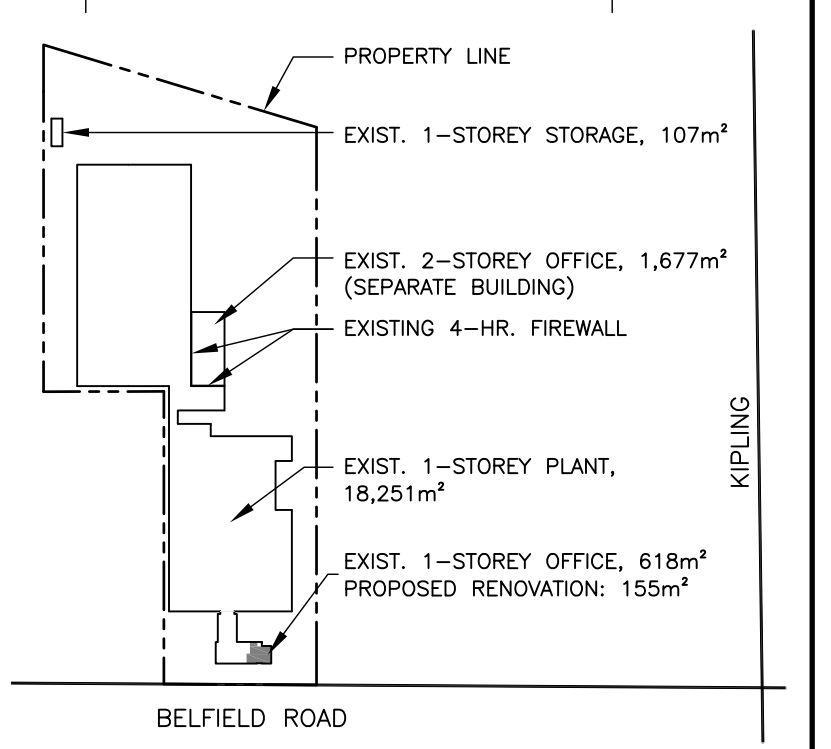 PROPERTY LINE
EXIST. 1-STOREY STORAGE, 107m²
EXIST. 2-STOREY OFFICE, 1,677m²
(SEPARATE BUILDING)
EXISTING 4-HR. FIREWALL
KIPLING
EXIST. 1-STOREY PLANT,
18,251m²
EXIST. 1-STOREY OFFICE, 618m²
PROPOSED RENOVATION: 155m²
BELFIELD ROAD